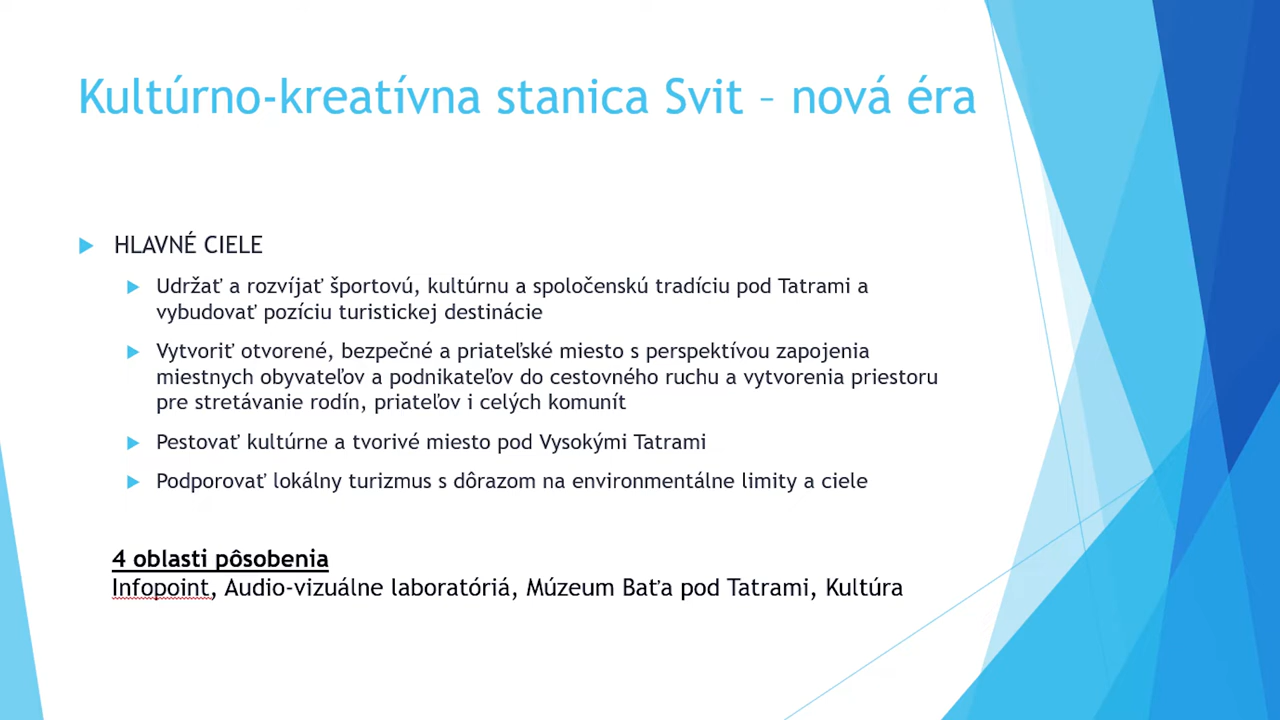 Kultúrno-kreatívna stanica Svit – nová éra
HLAVNÉ CIELE
Udržať a rozvíjať športovú, kultúrnu a spoločenskú tradíciu pod Tatrami a
vybudovať pozíciu turistickej destinácie
Vytvoriť otvorené, bezpečné a priateľské miesto s perspektívou zapojenia
miestnych obyvateľov a podnikateľov do cestovného ruchu a vytvorenia priestoru
pre stretávanie rodín, priateľov i celých komunít
Pestovať kultúrne a tvorivé miesto pod Vysokými Tatrami
Podporovať lokálny turizmus s dôrazom na environmentálne limity a ciele
4 oblasti pôsobenia
Infopoint, Audio-vizuálne laboratóriá, Múzeum Baťa pod Tatrami, Kultúra